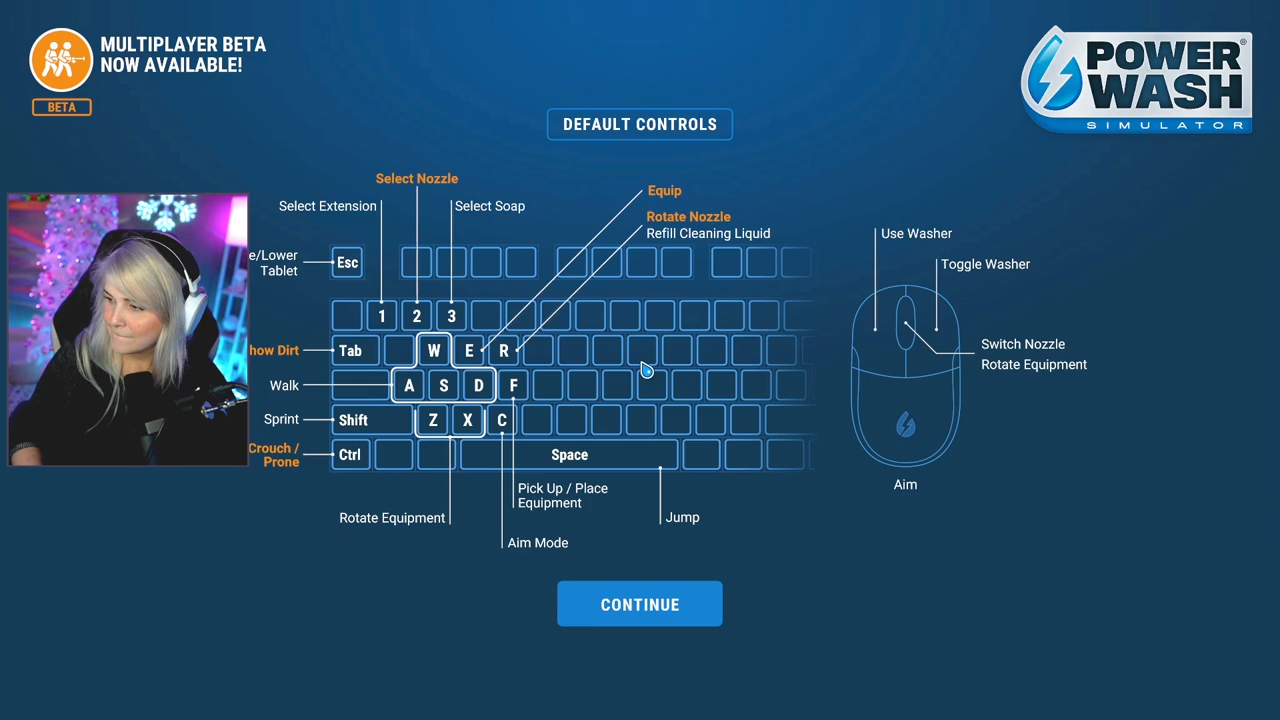 MULTIPLAYER BETA
NOW AVAILABLE!
BETA
POWER
WASH
SIMULATOR
DEFAULT CONTROLS
Select Nozzle
Select Extension
Select Soap
Equip
Rotate Nozzle
Refill Cleaning Liquid
e/Lower
Tablet
Esc
1
2
3
Tab
W
E
R
how Dirt
Walk
A
S
D
F
Sprint
Shift
Z
X
C
Crouch /
Prone
Ctrl
Space
Pick Up / Place
Equipment
Rotate Equipment
Jump
Aim Mode
Use Washer
Toggle Washer
Switch Nozzle
Rotate Equipment
Aim
CONTINUE